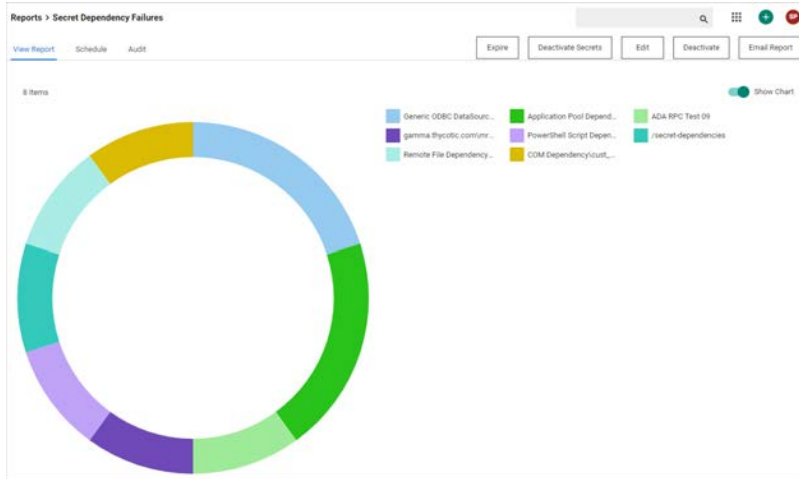 Reports > Secret Dependency Failures
SP
View Report Schedule Audit
Expire Deactivate Secrets Edit Deactivate Email Report
8 Items
Show Chart
Generic ODBC DataSourc... Application Pool Depend... ADA RPC Test 09
gamma.thycotic.com\mr... PowerShell Script Depen... /secret-dependencies
Remote File Dependency... COM Dependency\cust_...